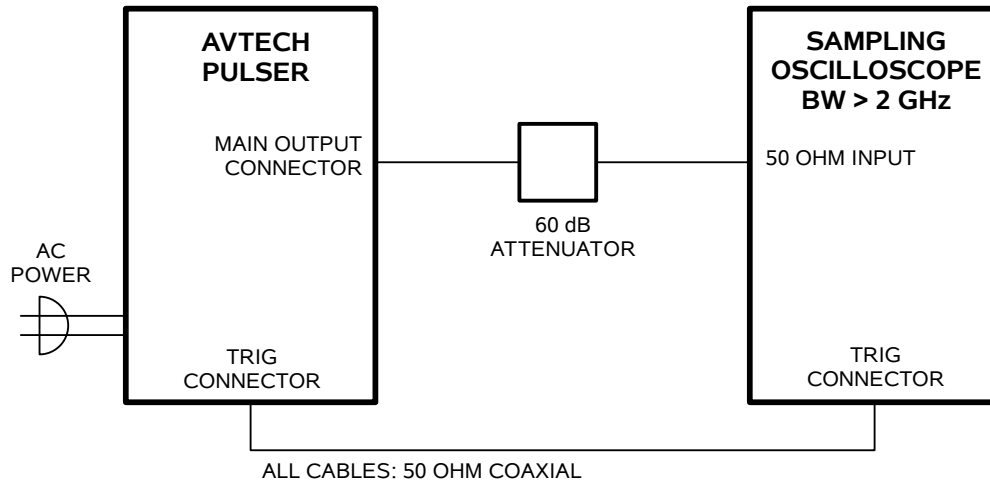 AVTECH
PULSER
SAMPLING
OSCILLOSCOPE
BW > 2 GHz
MAIN OUTPUT
CONNECTOR
50 OHM INPUT
60 dB
ATTENUATOR
AC
POWER
TRIG
CONNECTOR
TRIG
CONNECTOR
ALL CABLES: 50 OHM COAXIAL